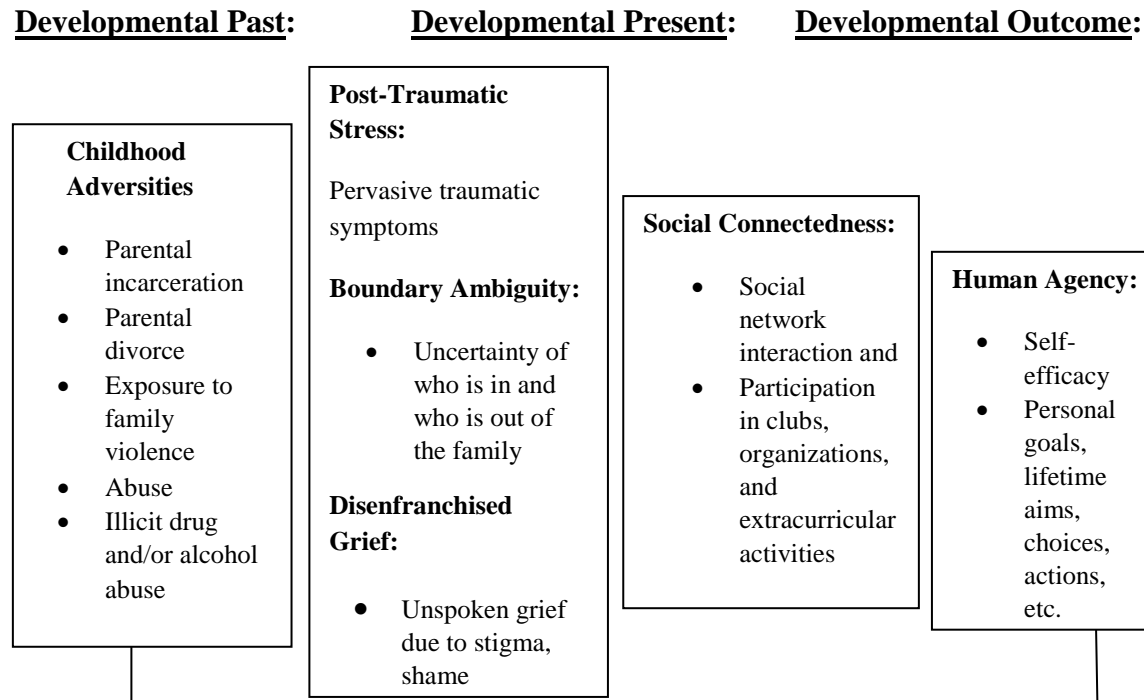 Developmental Past: Developmental Present: Developmental Outcome:
Childhood
Adversities
• Parental
incarceration
• Parental
divorce
• Exposure to
family
violence
• Abuse
• Illicit drug
and/or alcohol
abuse
Post-Traumatic
Stress:
Pervasive traumatic
symptoms
Boundary Ambiguity:
• Uncertainty of
who is in and
who is out of
the family
Disenfranchised
Grief:
• Unspoken grief
due to stigma,
shame
Social Connectedness:
• Social
network
interaction and
• Participation
in clubs,
organizations,
and
extracurricular
activities
Human Agency:
• Self-
efficacy
• Personal
goals,
lifetime
aims,
choices,
actions,
etc.